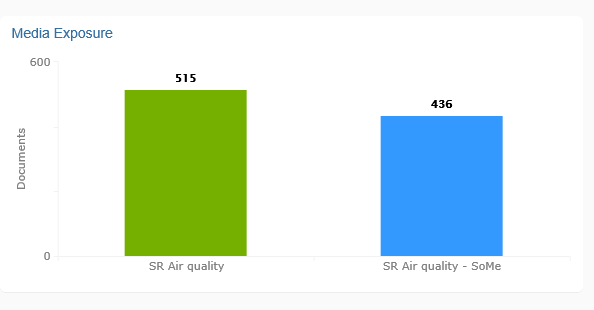 Media Exposure
600
515
436
Documents
0
SR Air quality
SR Air quality - SoMe